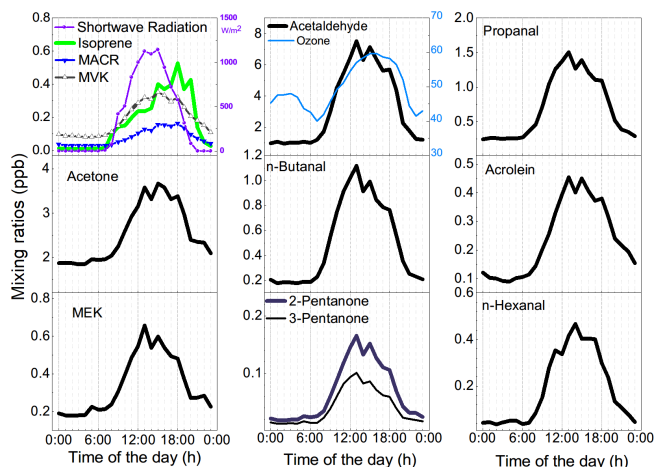 Mixing ratios (ppb)
Shortwave Radiation
Isoprene
MACR
MVK
0.8
0.6
0.4
0.2
0.0
1500
W/m2
1000
500
0
Acetaldehyde
Ozone
8
6
4
2
70
60
50
40
30
Propanal
2.0
1.5
1.0
0.5
0.0
Acetone
4
3
2
n-Butanal
1.2
1.0
0.8
0.6
0.4
0.2
Acrolein
0.5
0.4
0.3
0.2
0.1
MEK
0.8
0.6
0.4
0.2
2-Pentanone
3-Pentanone
0.2
0.1
n-Hexanal
0.6
0.4
0.2
0:00 6:00 12:00 18:00 0:00
6:00 12:00 18:00 0:00
0:00 6:00 12:00 18:00 0:00
Time of the day (h)
Time of the day (h)
Time of the day (h)